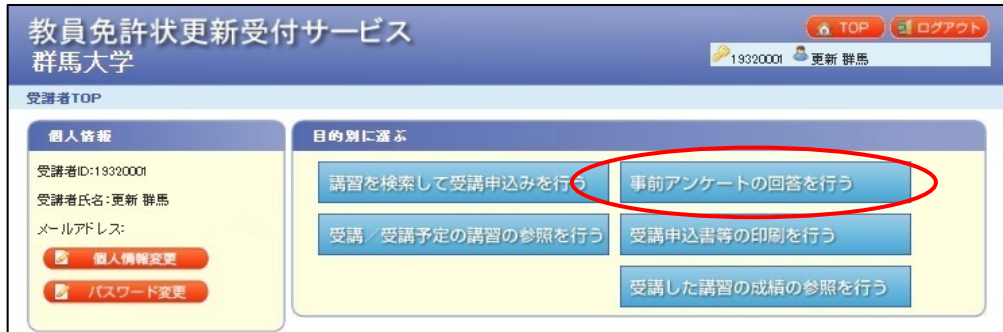 教員免許状更新受付サービス
群馬大学
TOP
ログアウト
19320001 更新 群馬
受講者TOP
個人情報
受講者ID:19320001
受講者氏名:更新 群馬
メールアドレス:
個人情報変更
パスワード変更
目的別に選ぶ
講習を検索して受講申込みを行う
事前アンケートの回答を行う
受講/受講予定の講習の参照を行う
受講申込書等の印刷を行う
受講した講習の成績の参照を行う